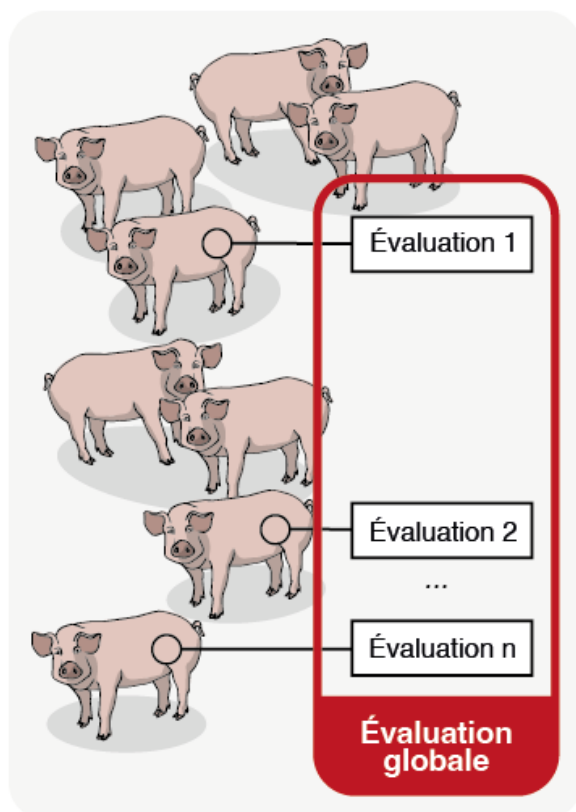 Évaluation 1
Évaluation 2
...
Évaluation n
Évaluation
globale